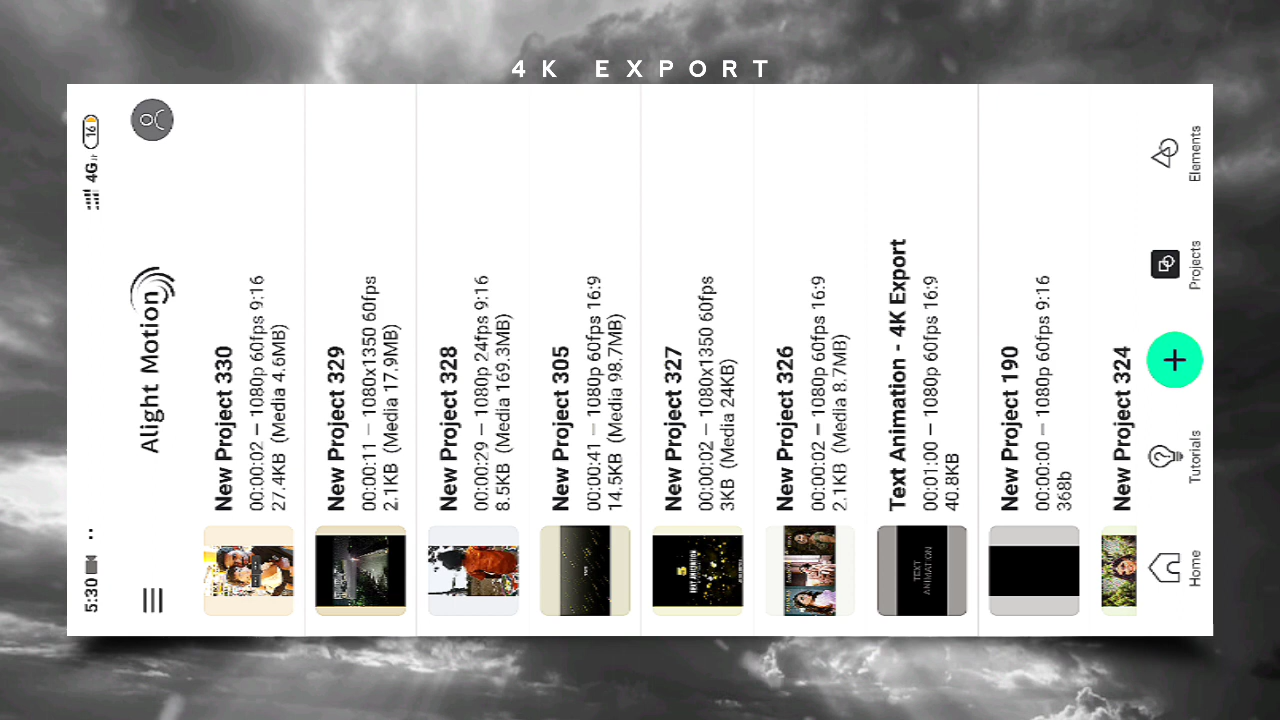 4K EXPORT
5:30
4G
16
Alight Motion
New Project 330
00:00:02 – 1080p 60fps 9:16
27.4KB (Media 4.6MB)
New Project 329
00:00:11 – 1080x1350 60fps
2.1KB (Media 17.9MB)
New Project 328
00:00:29 – 1080p 24fps 9:16
8.5KB (Media 169.3MB)
New Project 305
00:00:41 – 1080p 60fps 16:9
14.5KB (Media 98.7MB)
New Project 327
00:00:02 – 1080x1350 60fps
3KB (Media 24KB)
New Project 326
00:00:02 – 1080p 60fps 16:9
2.1KB (Media 8.7MB)
TEXT
ANIMATION
Text Animation - 4K Export
00:01:00 – 1080p 60fps 16:9
40.8KB
New Project 190
00:00:00 – 1080p 60fps 9:16
368b
New Project 324
Home
Tutorials
Projects
Elements